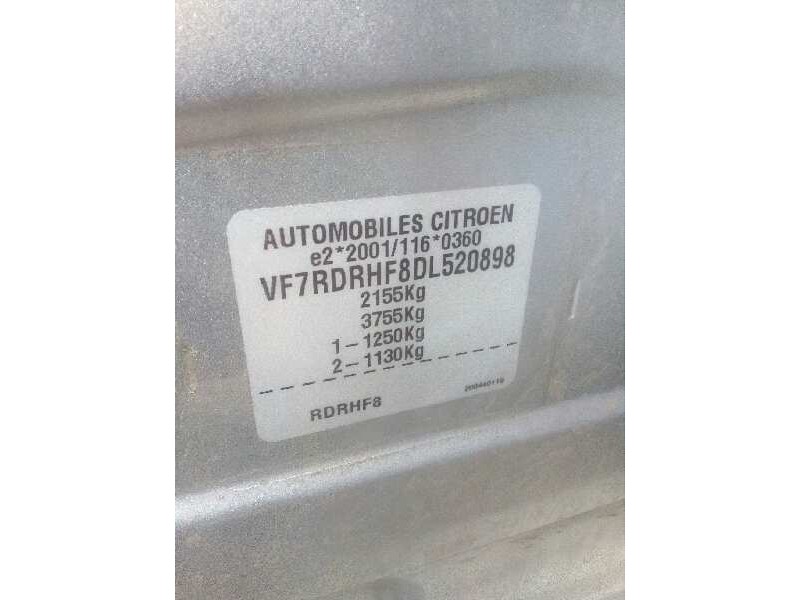 AUTOMOBILES CITROEN
e2*2001/116*0360
VF7RDRHF8DL520898
2155Kg
3755Kg
1-1250Kg
2-1130Kg
RDRHF8